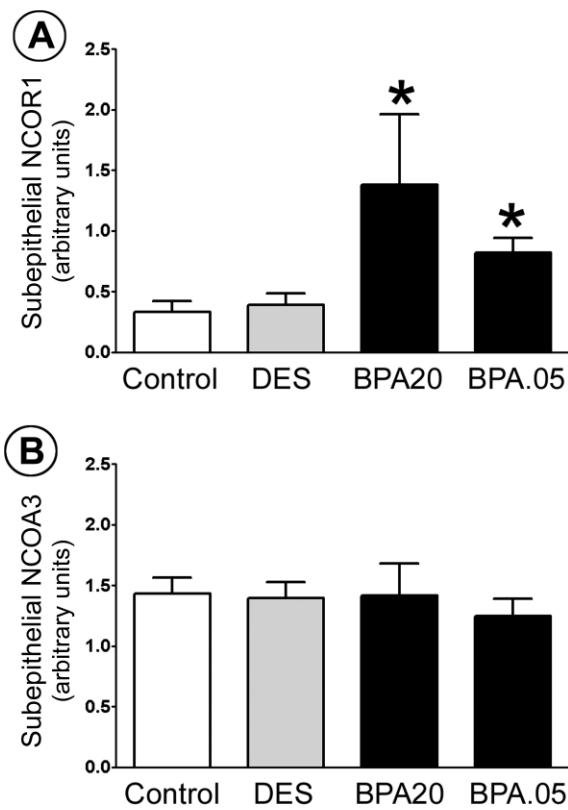 A
Subepithelial NCOR1
(arbitrary units)
2.5
2.0
1.5
1.0
0.5
0.0
*
*
Control DES BPA20 BPA.05
B
Subepithelial NCOA3
(arbitrary units)
2.5
2.0
1.5
1.0
0.5
0.0
Control DES BPA20 BPA.05